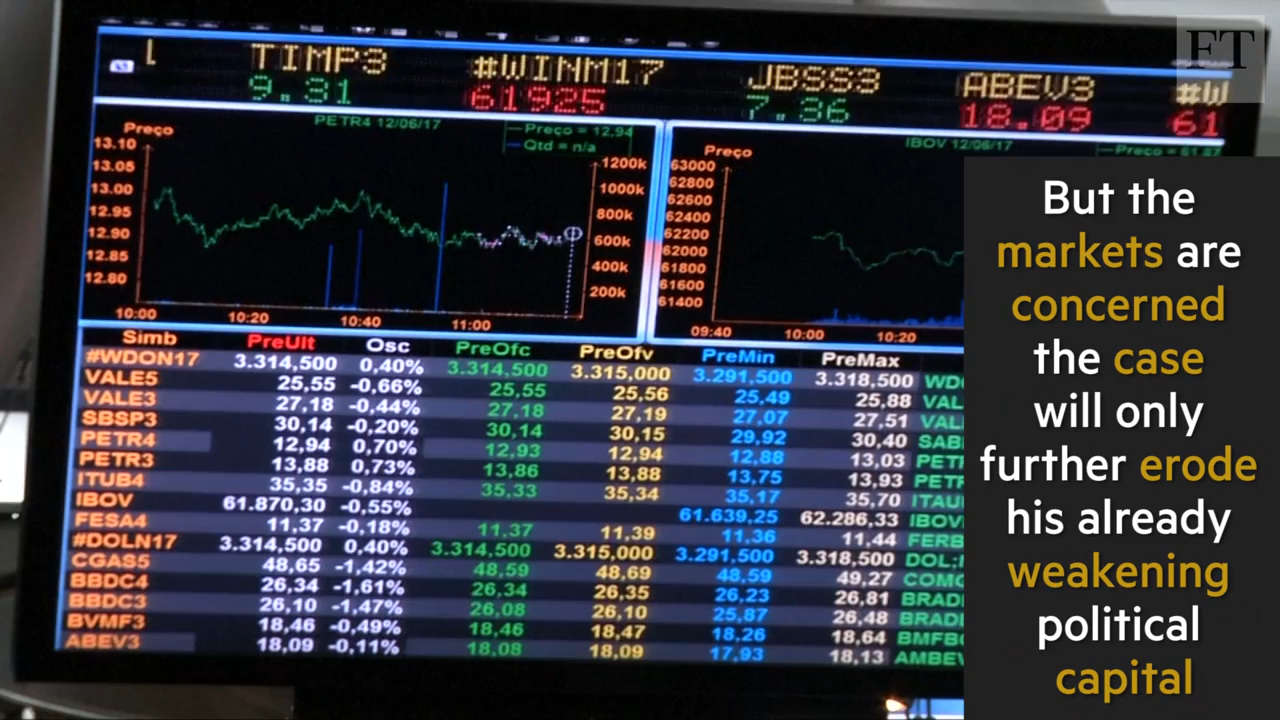 FT
TIMP3 #WINM17 JBSS3 ABEV3 #W
9.31 61925 7.36 18.09 61
PETR4 12/06/17
Preço
Preço = 12,94
Qtd = n/a
13.10
13.05
13.00
12.95
12.90
12.85
12.80
1200k
1000k
800k
600k
400k
200k
10:00 10:20 10:40 11:00
IBOV 12/06/17
Preço
63000
62800
62600
62400
62200
62000
61800
61600
61400
09:40 10:00 10:20
Simb PreUlt Osc PreOfc PreOfv PreMin PreMax
#WDON17 3.314,500 0,40% 3.314,500 3.315,000 3.291,500 3.318,500 WD
VALE5 25,55 -0,66% 25,55 25,56 25,49 25,88 VAL
VALE3 27,18 -0,44% 27,18 27,19 27,07 27,51 VAL
SBSP3 30,14 -0,20% 30,14 30,15 29,92 30,40 SAB
PETR4 12,94 0,70% 12,93 12,94 12,88 13,03 PET
PETR3 13,88 0,73% 13,86 13,88 13,75 13,93 PET
ITUB4 35,35 -0,84% 35,33 35,34 35,17 35,70 ITAU
IBOV 61.870,30 -0,55% 61.639,25 62.286,33 IBOV
FESA4 11,37 -0,18% 11,37 11,39 11,36 11,44 FERB
#DOLN17 3.314,500 0,40% 3.314,500 3.315,000 3.291,500 3.318,500 DOL:
CGAS5 48,65 -1,42% 48,59 48,69 48,59 49,27 COMG
BBDC4 26,34 -1,61% 26,34 26,35 26,23 26,81 BRAD
BBDC3 26,10 -1,47% 26,08 26,10 25,87 26,48 BRAD
BVMF3 18,46 -0,49% 18,46 18,47 18,26 18,64 BMFB
ABEV3 18,09 -0,11% 18,08 18,09 17,93 18,13 AMBEV
But the
markets are
concerned
the case
will only
further erode
his already
weakening
political
capital